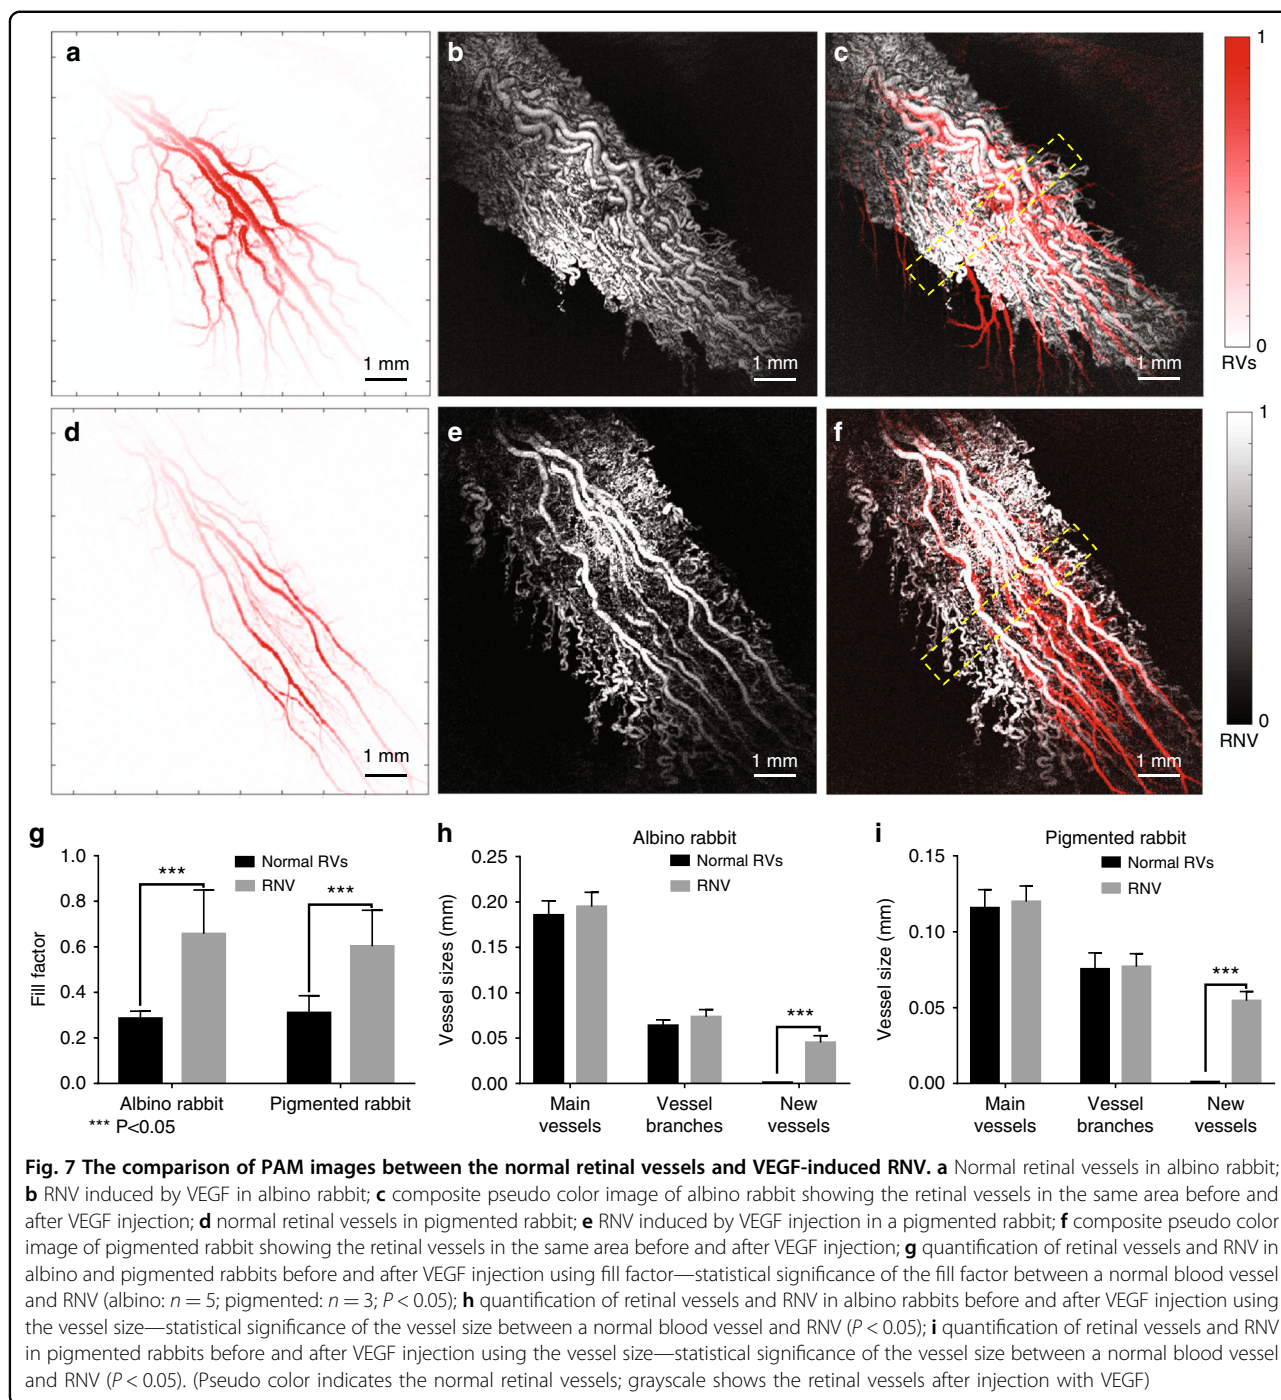 a
1 mm
b
1 mm
c
1 mm
1
0
RVs
d
1 mm
e
1 mm
f
1 mm
1
0
RNV
g
Normal RVs
RNV
***
***
Fill factor
1.0
0.8
0.6
0.4
0.2
0.0
Albino rabbit
Pigmented rabbit
*** P<0.05
h
Albino rabbit
Normal RVs
RNV
***
Vessel sizes (mm)
0.25
0.20
0.15
0.10
0.05
0.00
Main vessels
Vessel branches
New vessels
i
Pigmented rabbit
Normal RVs
RNV
***
Vessel size (mm)
0.15
0.10
0.05
0.00
Main vessels
Vessel branches
New vessels
Fig. 7 The comparison of PAM images between the normal retinal vessels and VEGF-induced RNV. a Normal retinal vessels in albino rabbit;
b RNV induced by VEGF in albino rabbit; c composite pseudo color image of albino rabbit showing the retinal vessels in the same area before and
after VEGF injection; d normal retinal vessels in pigmented rabbit; e RNV induced by VEGF injection in a pigmented rabbit; f composite pseudo color
image of pigmented rabbit showing the retinal vessels in the same area before and after VEGF injection; g quantification of retinal vessels and RNV in
albino and pigmented rabbits before and after VEGF injection using fill factor—statistical significance of the fill factor between a normal blood vessel
and RNV (albino: n = 5; pigmented: n = 3; P < 0.05); h quantification of retinal vessels and RNV in albino rabbits before and after VEGF injection using
the vessel size—statistical significance of the vessel size between a normal blood vessel and RNV (P < 0.05); i quantification of retinal vessels and RNV
in pigmented rabbits before and after VEGF injection using the vessel size—statistical significance of the vessel size between a normal blood vessel
and RNV (P < 0.05). (Pseudo color indicates the normal retinal vessels; grayscale shows the retinal vessels after injection with VEGF)